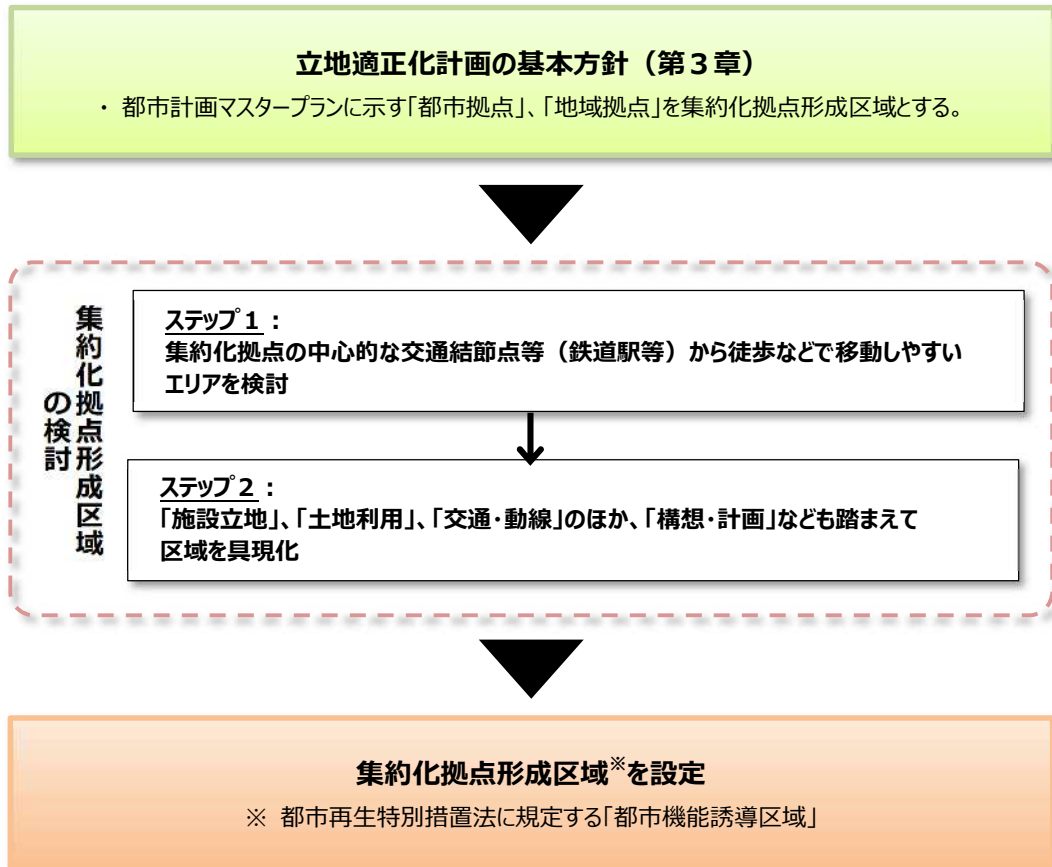 立地適正化計画の基本方針（第３章）
・ 都市計画マスタープランに示す「都市拠点」、「地域拠点」を集約化拠点形成区域とする。
集約化拠点形成区域
の検討
ステップ１：
集約化拠点の中心的な交通結節点等（鉄道駅等）から徒歩などで移動しやすい
エリアを検討
ステップ２：
「施設立地」、「土地利用」、「交通・動線」のほか、「構想・計画」なども踏まえて
区域を具現化
集約化拠点形成区域※を設定
※ 都市再生特別措置法に規定する「都市機能誘導区域」